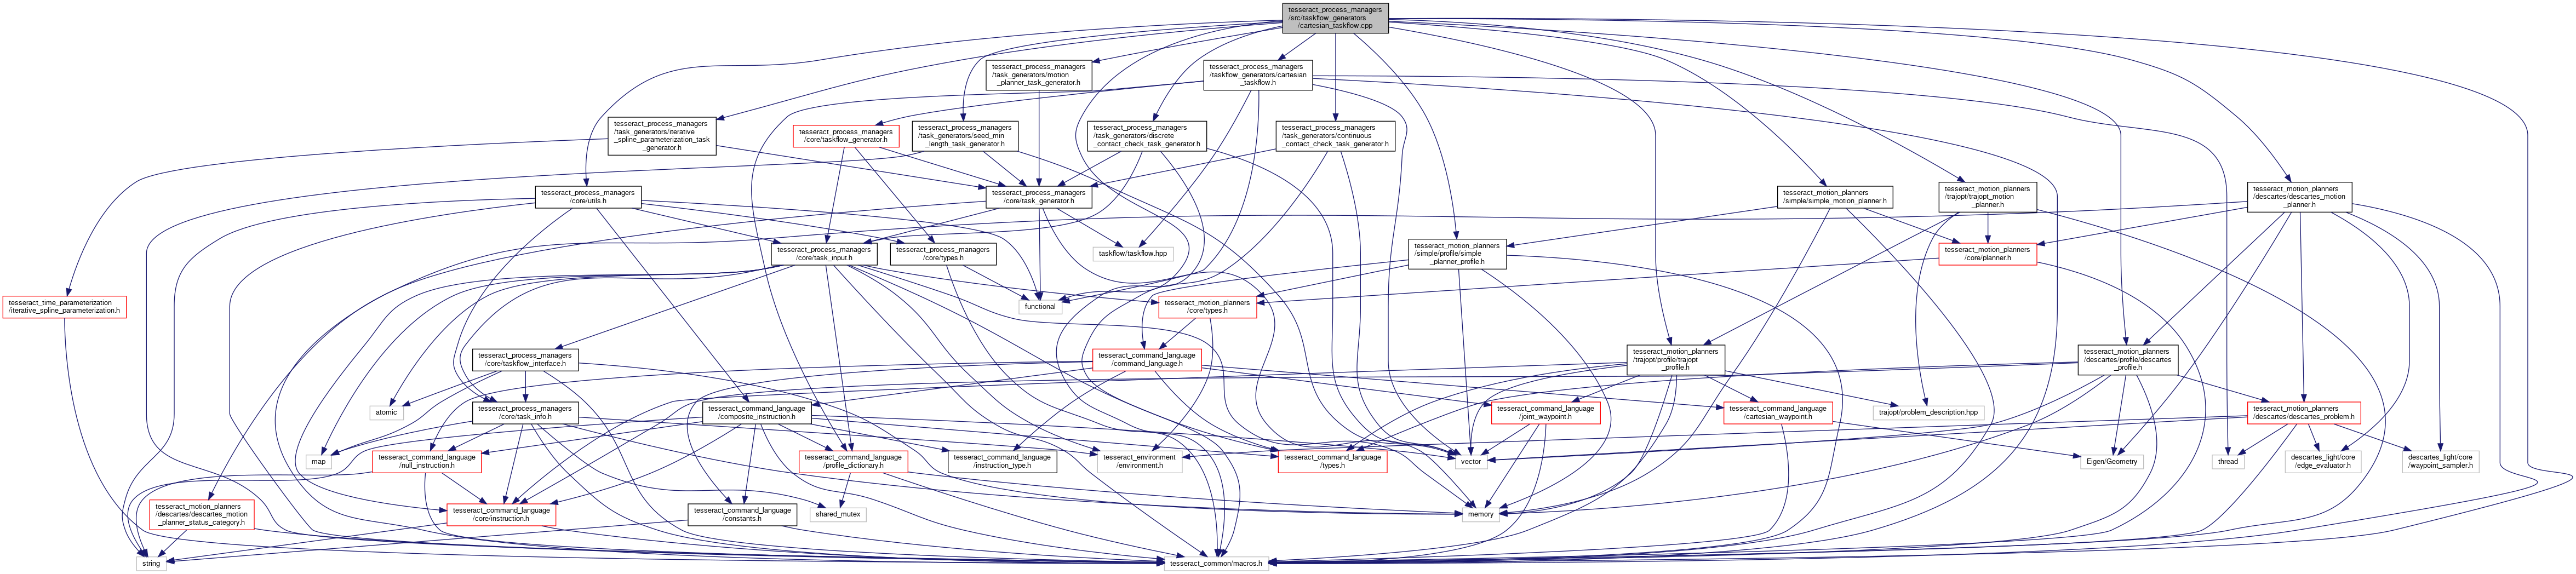 tesseract_process_managers
/src/taskflow_generators
/cartesian_taskflow.cpp
tesseract_process_managers
/task_generators/motion
_planner_task_generator.h
tesseract_process_managers
/taskflow_generators/cartesian
_taskflow.h
tesseract_process_managers
/task_generators/iterative
_spline_parameterization_task
_generator.h
tesseract_process_managers
/core/taskflow_generator.h
tesseract_process_managers
/task_generators/seed_min
_length_task_generator.h
tesseract_process_managers
/task_generators/discrete
_contact_check_task_generator.h
tesseract_process_managers
/task_generators/continuous
_contact_check_task_generator.h
tesseract_process_managers
/core/utils.h
tesseract_process_managers
/core/task_generator.h
tesseract_motion_planners
/simple/simple_motion_planner.h
tesseract_motion_planners
/trajopt/trajopt_motion
_planner.h
tesseract_motion_planners
/descartes/descartes_motion
_planner.h
tesseract_process_managers
/core/task_input.h
tesseract_process_managers
/core/types.h
taskflow/taskflow.hpp
tesseract_motion_planners
/simple/profile/simple
_planner_profile.h
tesseract_motion_planners
/core/planner.h
tesseract_time_parameterization
/iterative_spline_parameterization.h
functional
tesseract_motion_planners
/core/types.h
tesseract_process_managers
/core/taskflow_interface.h
tesseract_command_language
/command_language.h
tesseract_motion_planners
/trajopt/profile/trajopt
_profile.h
tesseract_motion_planners
/descartes/profile/descartes
_profile.h
atomic
tesseract_process_managers
/core/task_info.h
tesseract_command_language
/composite_instruction.h
tesseract_command_language
/joint_waypoint.h
tesseract_command_language
/cartesian_waypoint.h
trajopt/problem_description.hpp
tesseract_motion_planners
/descartes/descartes_problem.h
map
tesseract_command_language
/null_instruction.h
tesseract_command_language
/profile_dictionary.h
tesseract_command_language
/instruction_type.h
tesseract_environment
/environment.h
tesseract_command_language
/types.h
vector
Eigen/Geometry
thread
descartes_light/core
/edge_evaluator.h
descartes_light/core
/waypoint_sampler.h
tesseract_motion_planners
/descartes/descartes_motion
_planner_status_category.h
tesseract_command_language
/core/instruction.h
tesseract_command_language
/constants.h
shared_mutex
memory
string
tesseract_common/macros.h